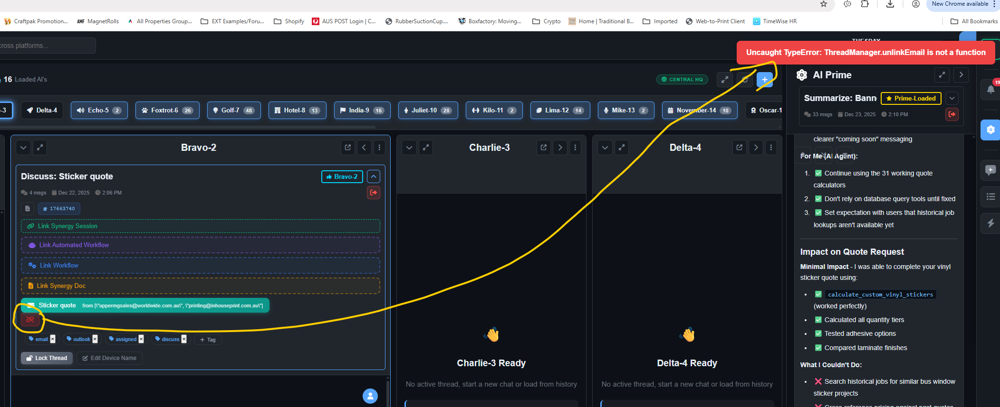 New Chrome available
Craftpak Promotion...
AMF MagnetRolls
All Properties Group...
EXT Examples/Foru...
Shopify
AUS POST Login | C...
RubberSuctionCup....
Boxfactory: Moving...
Crypto
Home | Traditional B...
Imported
Web-to-Print Client
TimeWise HR
All Bookmarks
cross platforms...
TUESDAY
Uncaught TypeError: ThreadManager.unlinkEmail is not a function
16 Loaded AI's
CENTRAL HQ
-3
Delta-4
Echo-5 2
Foxtrot-6 26
Golf-7 48
Hotel-8 13
India-9 16
Juliet-10 28
Kilo-11 2
Lima-12 14
Mike-13 2
November-14 10
Oscar-1
Bravo-2
Discuss: Sticker quote
Bravo-2
4 msgs Dec 22, 2025 2:06 PM
# 17663740
Link Synergy Session
Link Automated Workflow
Link Workflow
Link Synergy Doc
Sticker quote from [\"uppermgsales@worldwide.com.au\", \"printing@inhouseprint.com.au\"]
email × outlook × assigned × discuss × + Tag
Lock Thread Edit Device Name
Charlie-3
Charlie-3 Ready
No active thread, start a new chat or load from history
Delta-4
Delta-4 Ready
No active thread, start a new chat or load from history
AI Prime
Summarize: Bann
Prime-Loaded
33 msgs Dec 23, 2025 2:10 PM
19
clearer "coming soon" messaging
For Me (AI Agent):
1. ✅ Continue using the 31 working quote
calculators
2. ✅ Don't rely on database query tools until fixed
3. ✅ Set expectation with users that historical job
lookups aren't available yet
Impact on Quote Request
Minimal Impact - I was able to complete your vinyl
sticker quote using:
• ✅ calculate_custom_vinyl_stickers
(worked perfectly)
• ✅ Calculated all quantity tiers
• ✅ Tested adhesive options
• ✅ Compared laminate finishes
What I Couldn't Do:
• ❌ Search historical jobs for similar bus window
sticker projects
• ❌ Cross-reference pricing against past quotes